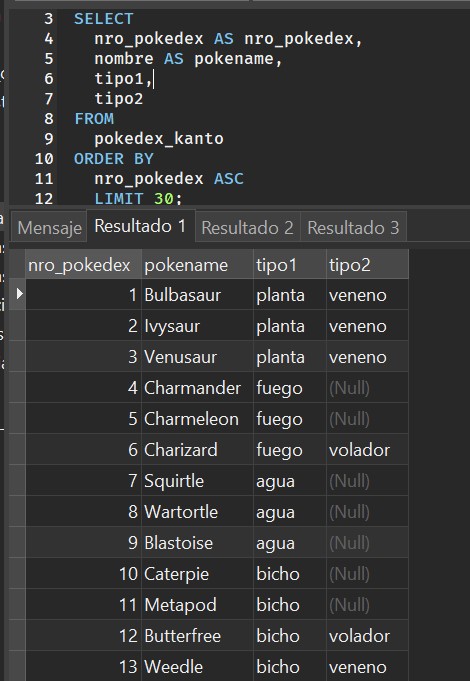 3 SELECT
4 nro_pokedex AS nro_pokedex,
5 nombre AS pokename,
6 tipo1,
7 tipo2
8 FROM
9 pokedex_kanto
10 ORDER BY
11 nro_pokedex ASC
12 LIMIT 30;
Mensaje Resultado 1 Resultado 2 Resultado 3
nro_pokedex pokename tipo1 tipo2
1 Bulbasaur planta veneno
2 Ivysaur planta veneno
3 Venusaur planta veneno
4 Charmander fuego (Null)
5 Charmeleon fuego (Null)
6 Charizard fuego volador
7 Squirtle agua (Null)
8 Wartortle agua (Null)
9 Blastoise agua (Null)
10 Caterpie bicho (Null)
11 Metapod bicho (Null)
12 Butterfree bicho volador
13 Weedle bicho veneno